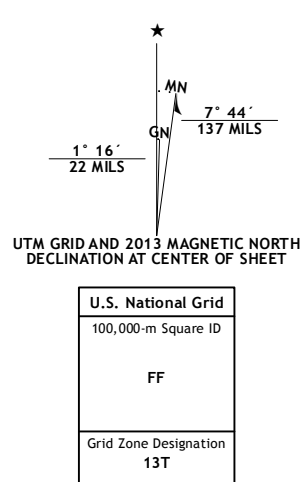 ★
MN
7° 44´
137 MILS
GN
1° 16´
22 MILS
UTM GRID AND 2013 MAGNETIC NORTH
DECLINATION AT CENTER OF SHEET
U.S. National Grid
100,000-m Square ID
FF
Grid Zone Designation
13T